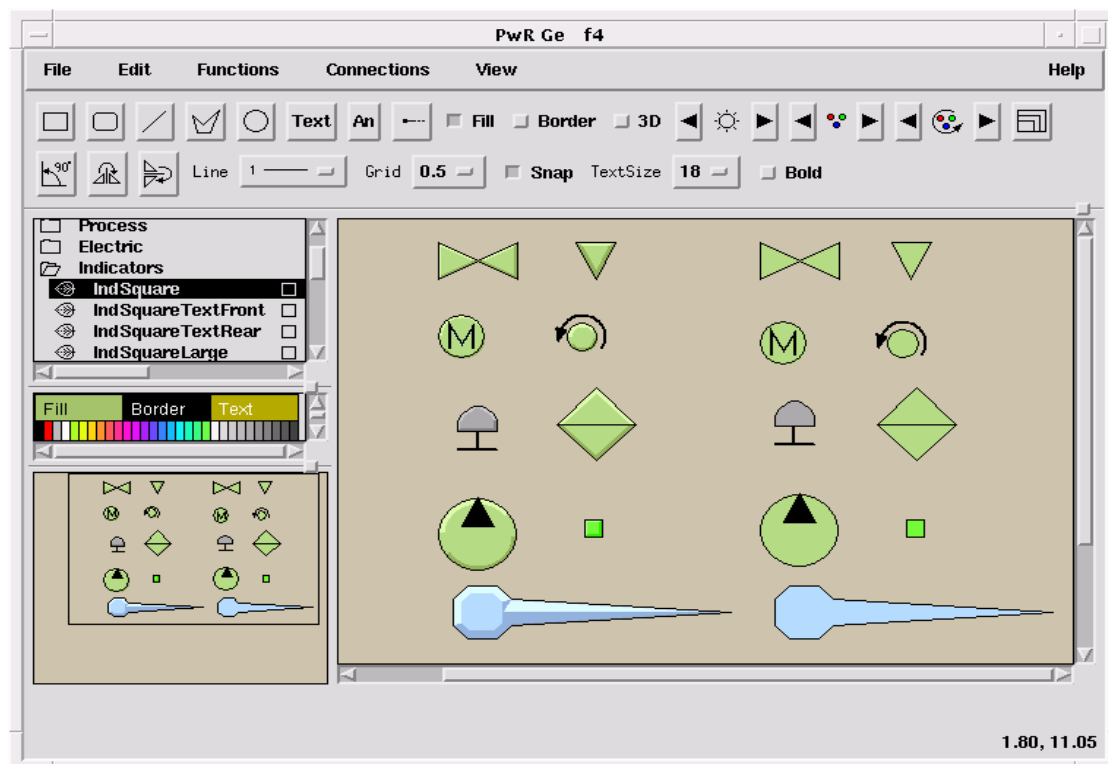 PwR Ge f4
File Edit Functions Connections View Help
Text An Fill Border 3D
90° Line 1 Grid 0.5 Snap TextSize 18 Bold
Process
Electric
Indicators
IndSquare
IndSquareTextFront
IndSquareTextRear
IndSquareLarge
Fill Border Text
M M
M M
1.80, 11.05